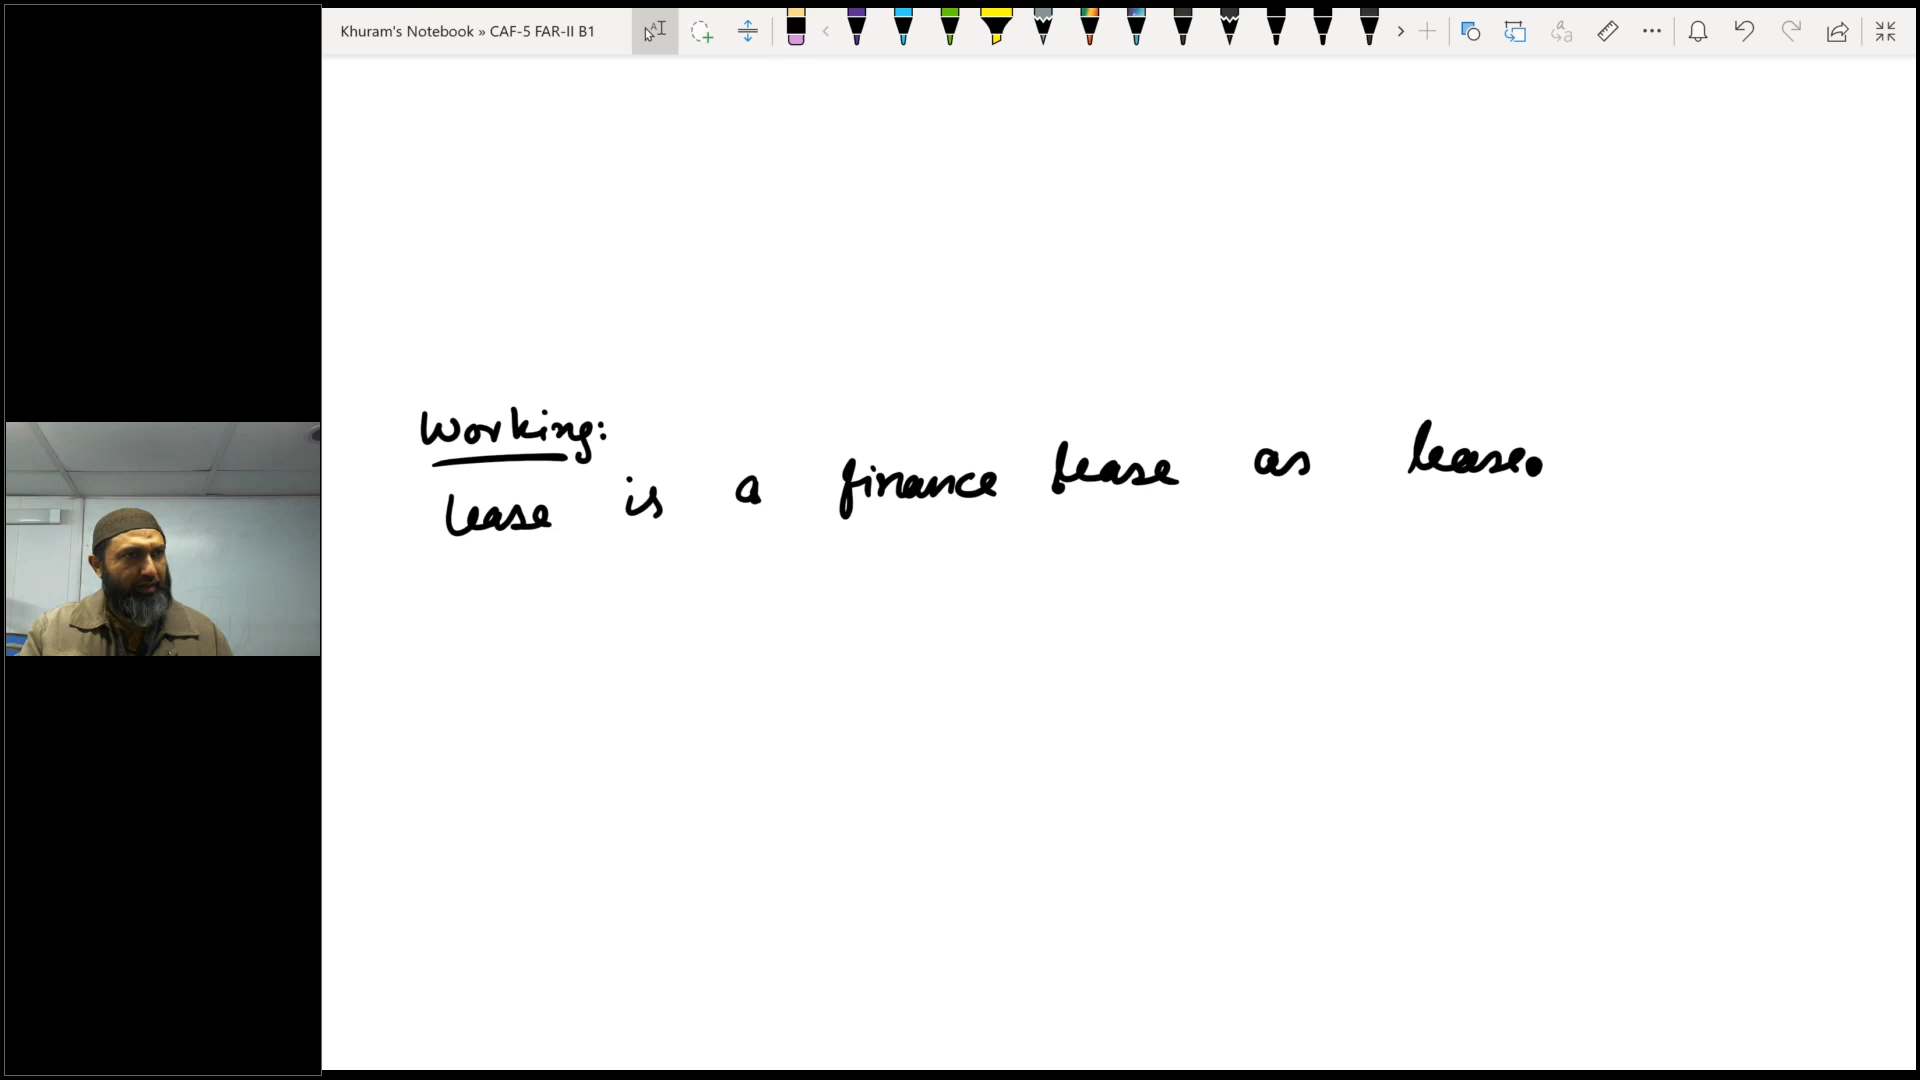 Khuram's Notebook » CAF-5 FAR-II B1
Working:
Lease is a finance lease as lease.